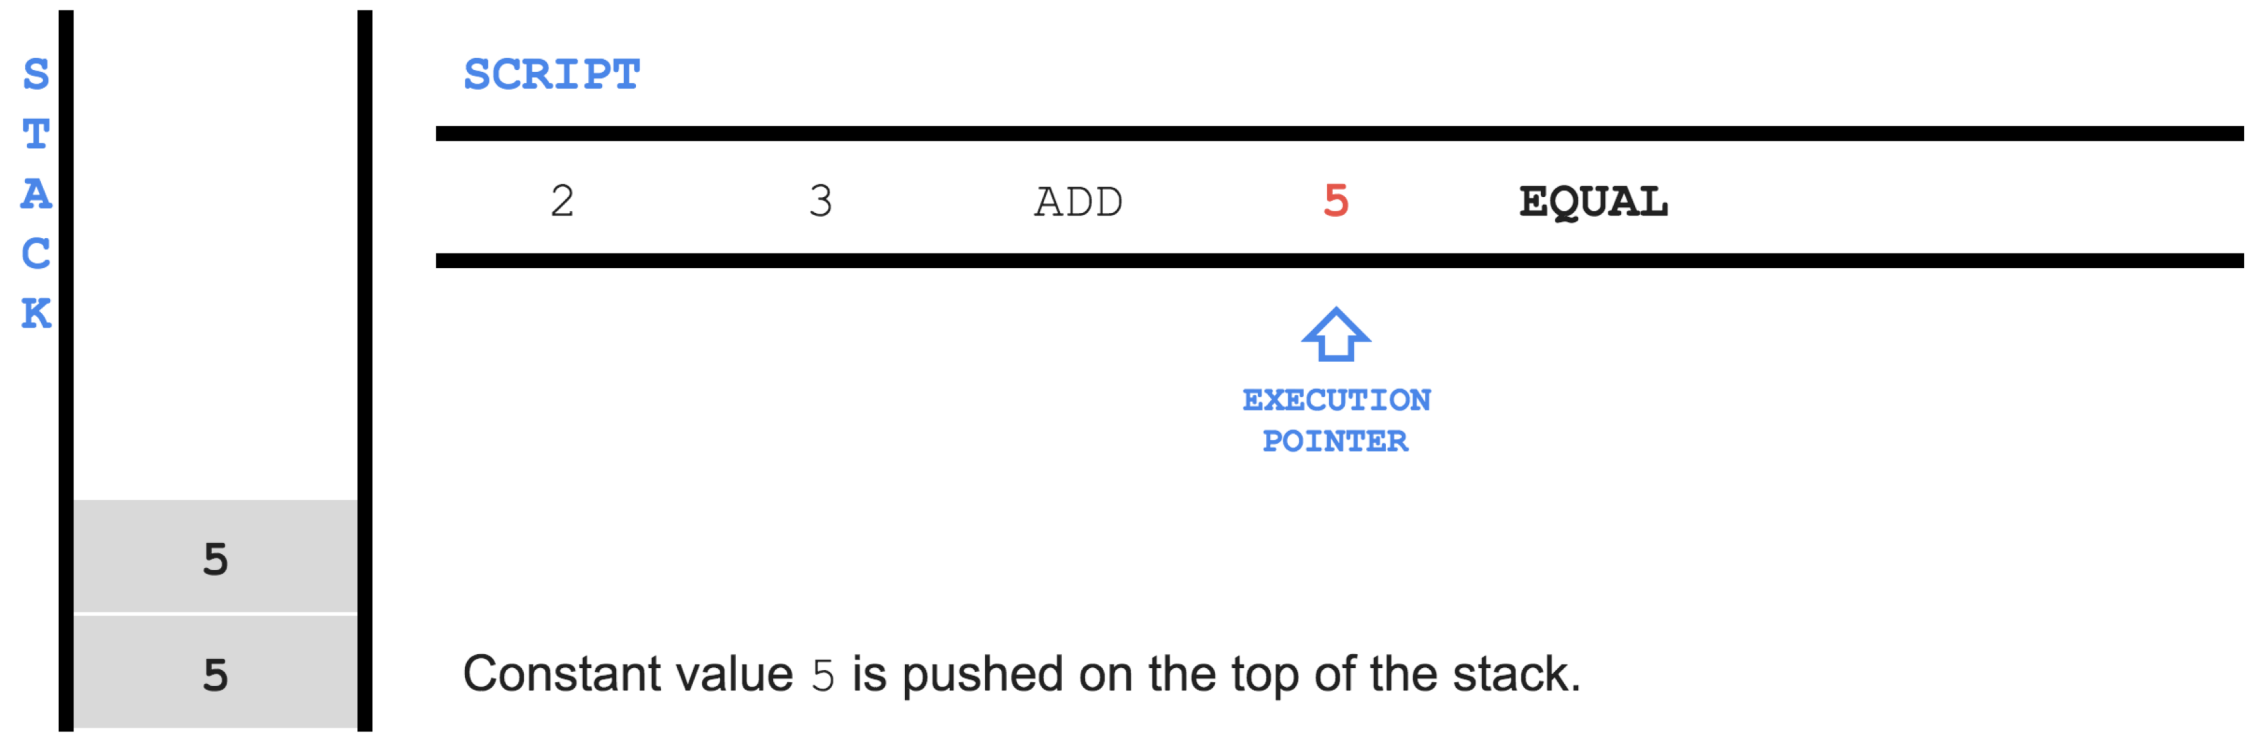 STACK
SCRIPT
2 3 ADD 5 EQUAL
EXECUTION
POINTER
5
5
Constant value 5 is pushed on the top of the stack.